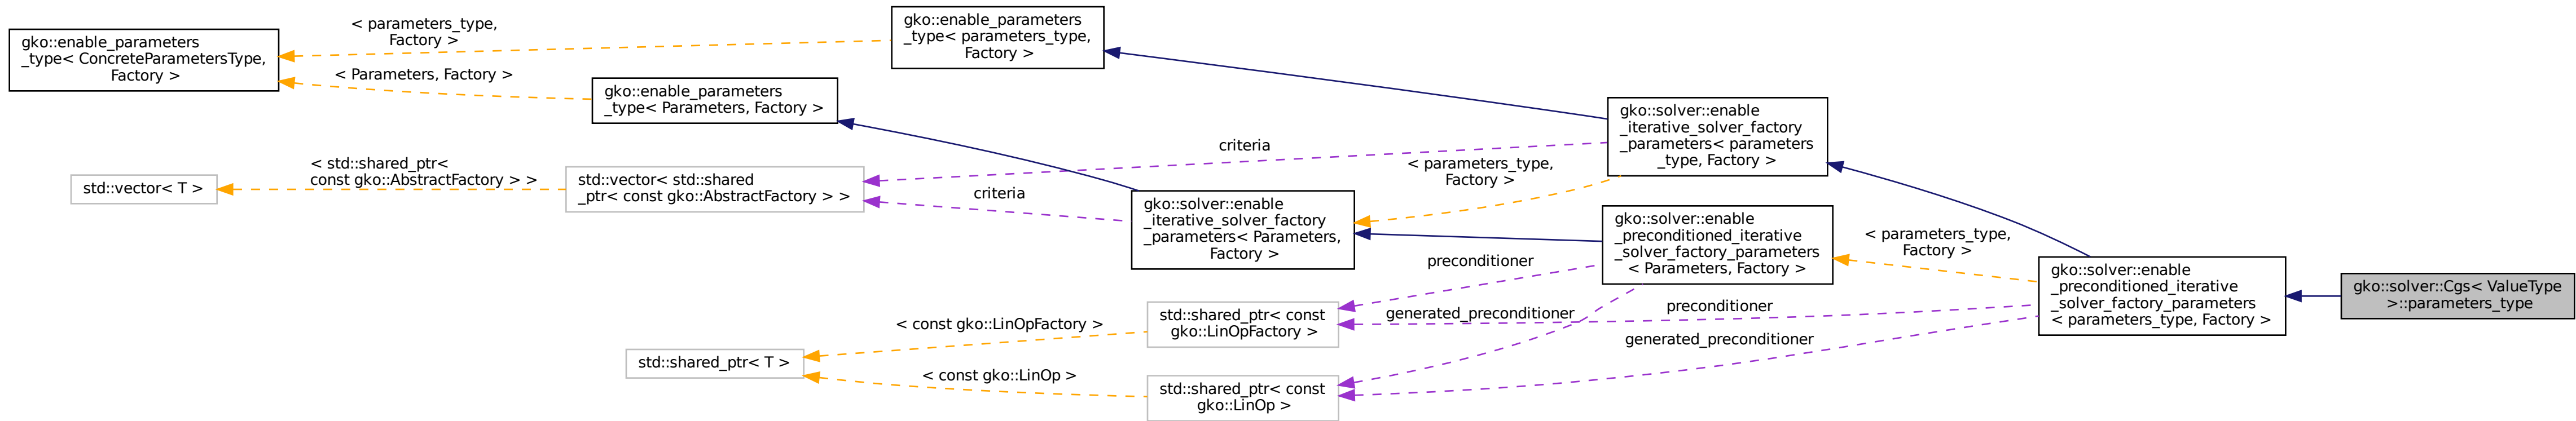 < parameters_type,
Factory >
gko::enable_parameters
_type< parameters_type,
Factory >
gko::enable_parameters
_type< ConcreteParametersType,
Factory >
< Parameters, Factory >
gko::enable_parameters
_type< Parameters, Factory >
gko::solver::enable
_iterative_solver_factory
_parameters< parameters
_type, Factory >
criteria
< std::shared_ptr<
const gko::AbstractFactory > >
std::vector< T >
std::vector< std::shared
_ptr< const gko::AbstractFactory > >
< parameters_type,
Factory >
criteria
gko::solver::enable
_iterative_solver_factory
_parameters< Parameters,
Factory >
gko::solver::enable
_preconditioned_iterative
_solver_factory_parameters
< Parameters, Factory >
< parameters_type,
Factory >
preconditioner
gko::solver::enable
_preconditioned_iterative
_solver_factory_parameters
< parameters_type, Factory >
gko::solver::Cgs< ValueType
>::parameters_type
< const gko::LinOpFactory >
std::shared_ptr< const
gko::LinOpFactory >
generated_preconditioner
preconditioner
generated_preconditioner
std::shared_ptr< T >
< const gko::LinOp >
std::shared_ptr< const
gko::LinOp >